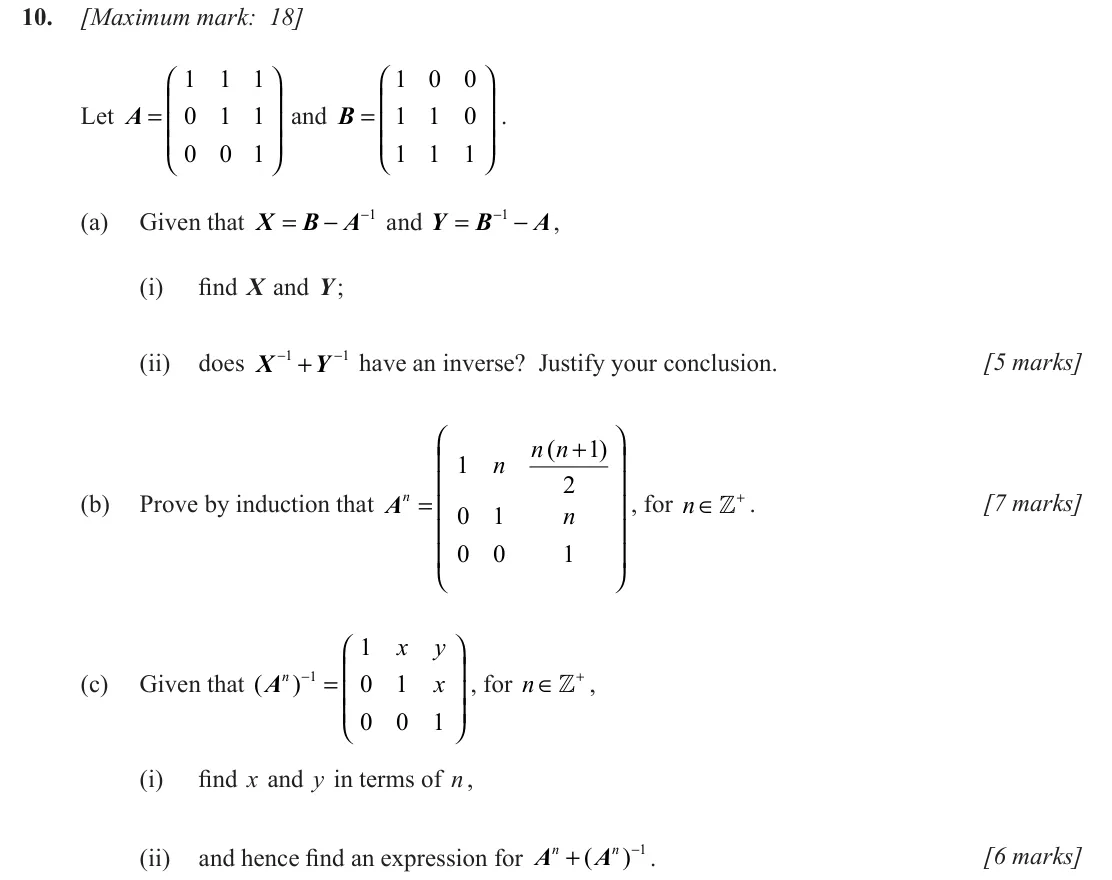 10. [Maximum mark: 18]
Let A = ( 1 1 1 ; 0 1 1 ; 0 0 1 ) and B = ( 1 0 0 ; 1 1 0 ; 1 1 1 ) .
(a) Given that X = B − A⁻¹ and Y = B⁻¹ − A ,
(i) find X and Y;
(ii) does X⁻¹ + Y⁻¹ have an inverse? Justify your conclusion. [5 marks]
(b) Prove by induction that Aⁿ = ( 1 n n(n+1)/2 ; 0 1 n ; 0 0 1 ) , for n ∈ ℤ⁺ . [7 marks]
(c) Given that (Aⁿ)⁻¹ = ( 1 x y ; 0 1 x ; 0 0 1 ) , for n ∈ ℤ⁺ ,
(i) find x and y in terms of n ,
(ii) and hence find an expression for Aⁿ + (Aⁿ)⁻¹ . [6 marks]